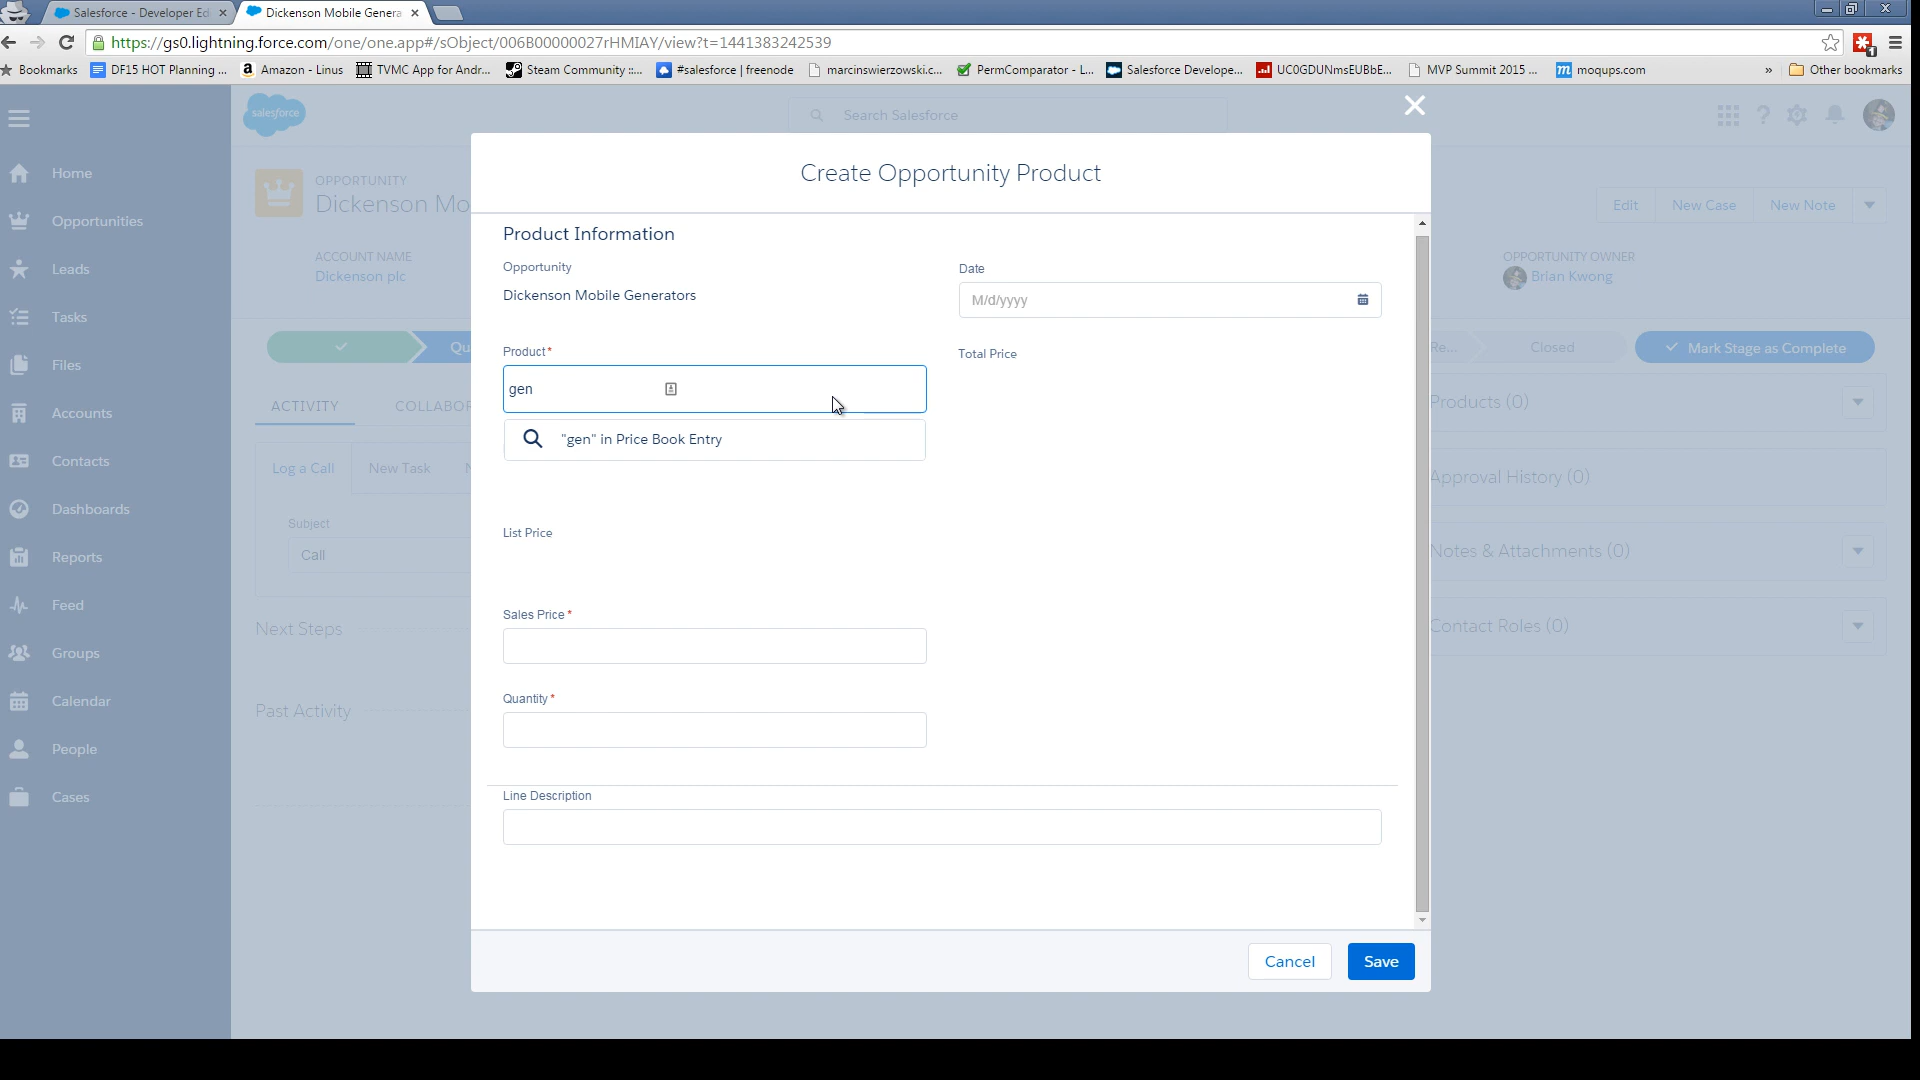 Salesforce - Developer Ed
Dickenson Mobile Genera
https://gs0.lightning.force.com/one/one.app#/sObject/006B00000027rHMIAY/view?t=1441383242539
Bookmarks
DF15 HOT Planning ...
Amazon - Linus
TVMC App for Andr...
Steam Community ::...
#salesforce | freenode
marcinswierzowski.c...
PermComparator - L...
Salesforce Develope...
UC0GDUNmsEUBbE...
MVP Summit 2015 ...
moqups.com
»
Other bookmarks
salesforce
Search Salesforce
Home
Opportunities
Leads
Tasks
Files
Accounts
Contacts
Dashboards
Reports
Feed
Groups
Calendar
People
Cases
OPPORTUNITY
Dickenson Mo
Edit
New Case
New Note
ACCOUNT NAME
Dickenson plc
OPPORTUNITY OWNER
Brian Kwong
Qu
Re...
Closed
Mark Stage as Complete
ACTIVITY
COLLABOR
Log a Call
New Task
Subject
Call
Next Steps
Past Activity
Products (0)
Approval History (0)
Notes & Attachments (0)
Contact Roles (0)
Create Opportunity Product
Product Information
Opportunity
Dickenson Mobile Generators
Date
M/d/yyyy
Product*
gen
"gen" in Price Book Entry
Total Price
List Price
Sales Price*
Quantity*
Line Description
Cancel
Save